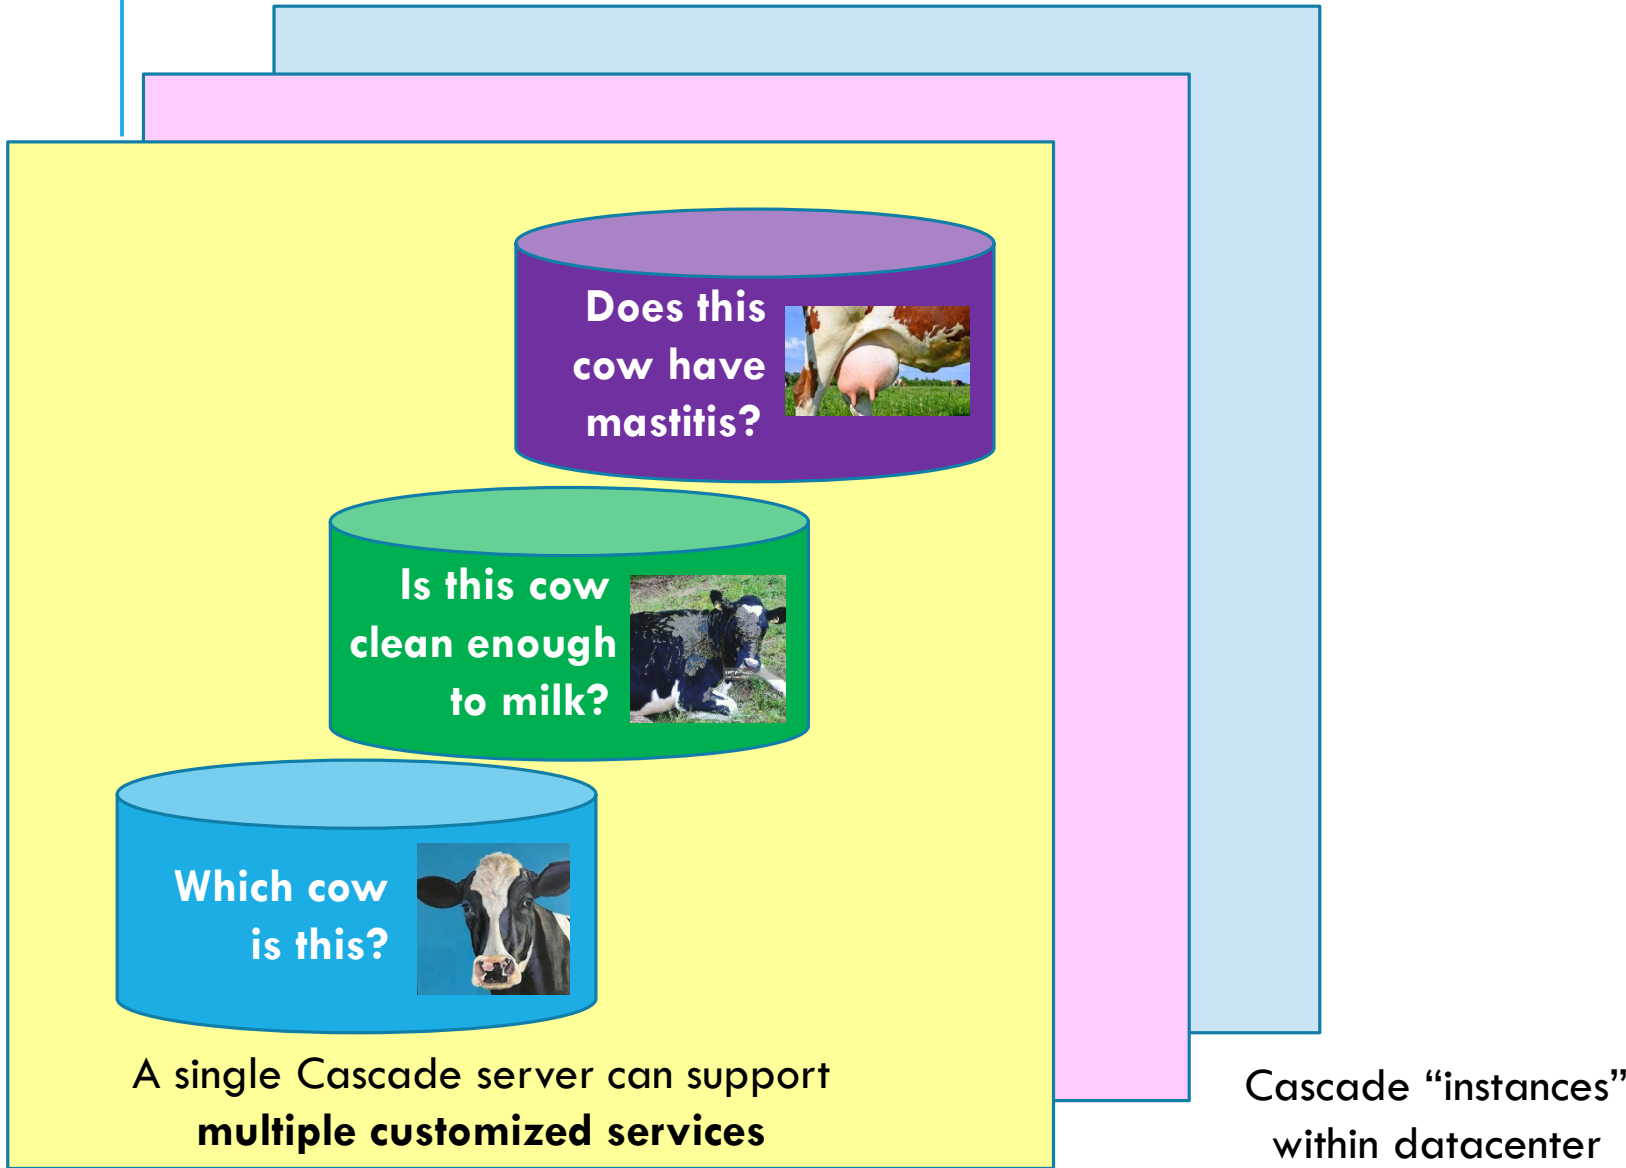 Does this
cow have
mastitis?
Is this cow
clean enough
to milk?
Which cow
is this?
A single Cascade server can support
multiple customized services
Cascade “instances”
within datacenter